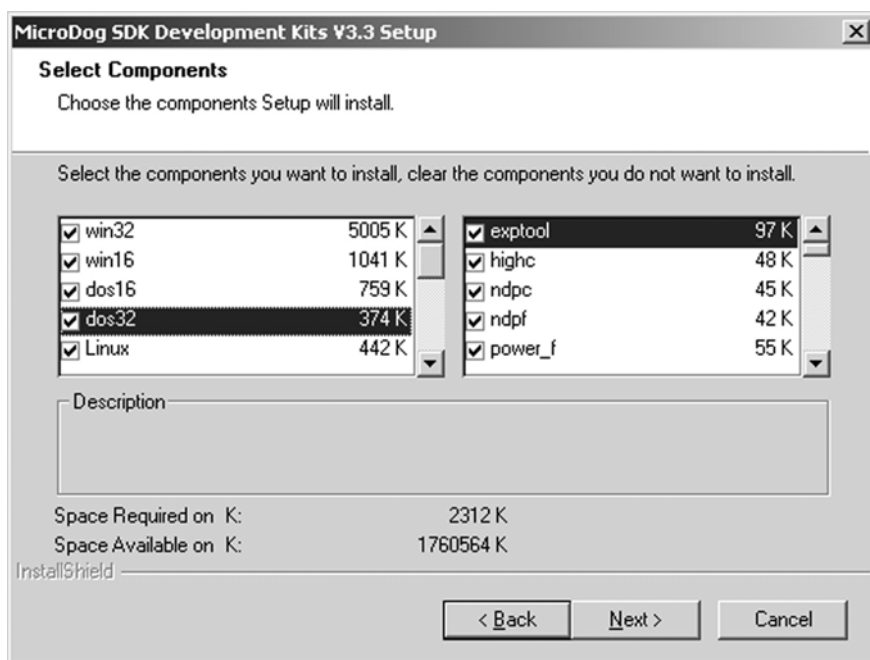 MicroDog SDK Development Kits V3.3 Setup
Select Components
Choose the components Setup will install.
Select the components you want to install, clear the components you do not want to install.
win32 5005 K
win16 1041 K
dos16 759 K
dos32 374 K
Linux 442 K
exptool 97 K
highc 48 K
ndpc 45 K
ndpf 42 K
power_f 55 K
Description
Space Required on K: 2312 K
Space Available on K: 1760564 K
InstallShield
< Back
Next >
Cancel